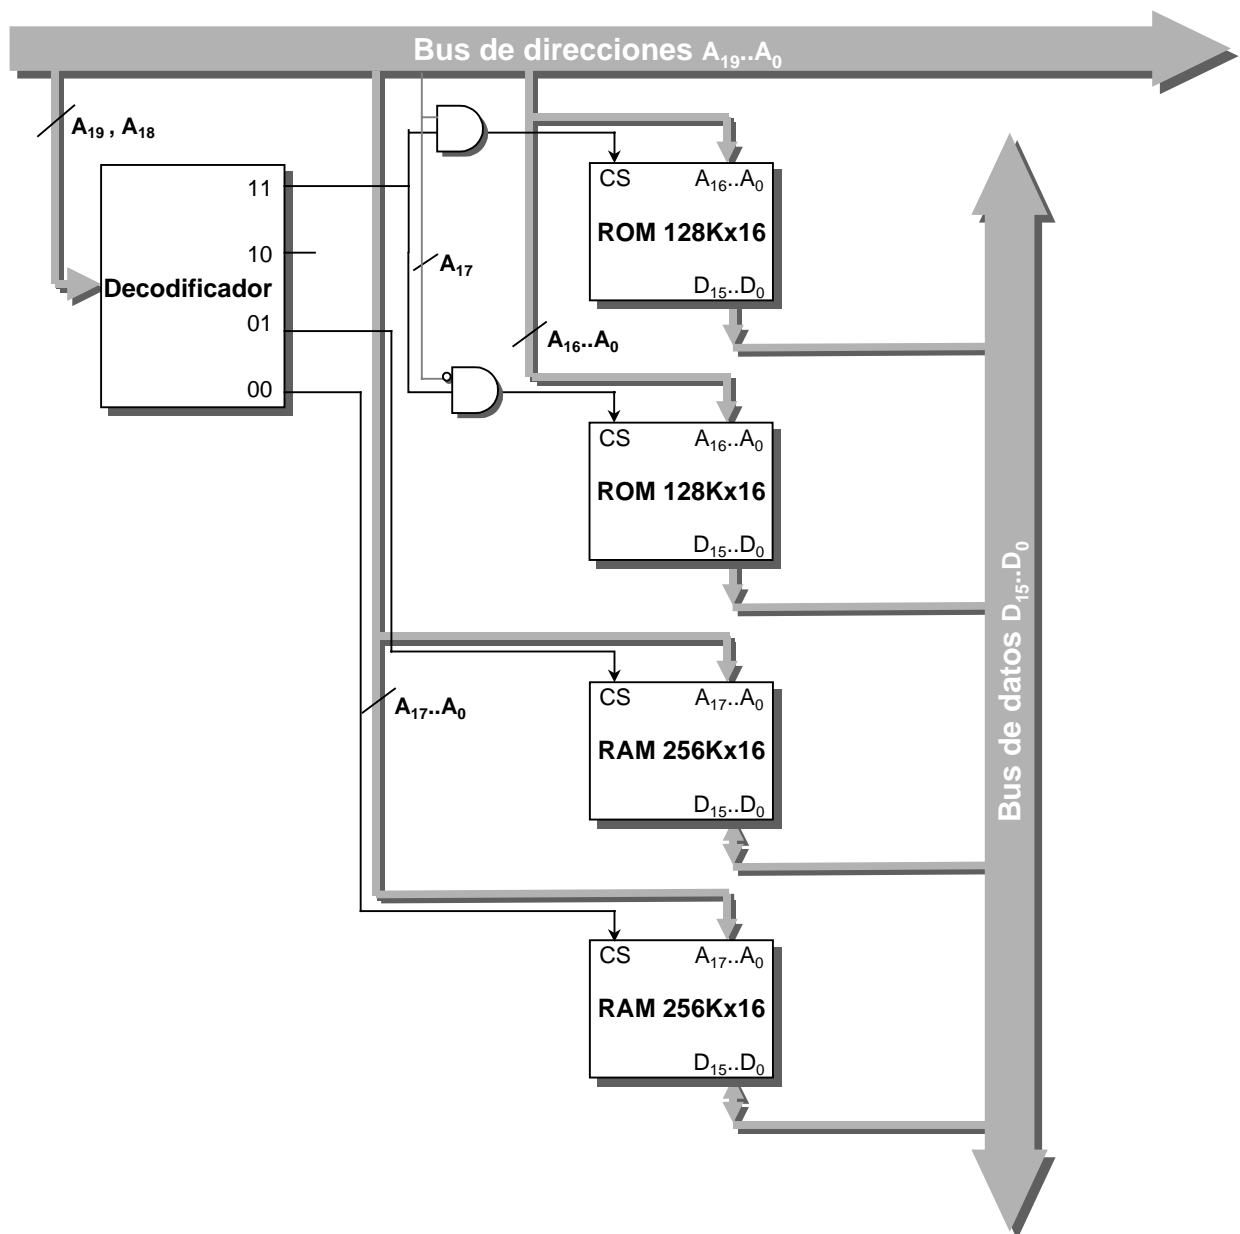 Bus de direcciones A19..A0
A19 , A18
11
10
Decodificador
01
00
A17
A16..A0
CS A16..A0
ROM 128Kx16
D15..D0
CS A16..A0
ROM 128Kx16
D15..D0
A17..A0
CS A17..A0
RAM 256Kx16
D15..D0
CS A17..A0
RAM 256Kx16
D15..D0
Bus de datos D15..D0